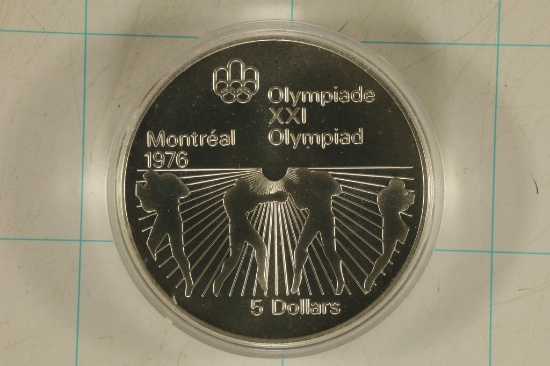 Olympiade
XXI
Olympiad
Montréal
1976
5 Dollars